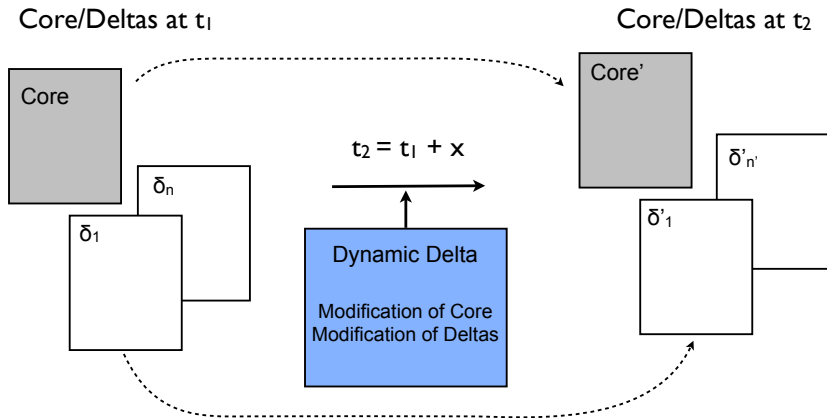 Core/Deltas at t₁
Core/Deltas at t₂
Core
Core’
t₂ = t₁ + x
δₙ
δ’ₙ’
δ₁
δ’₁
Dynamic Delta
Modification of Core
Modification of Deltas